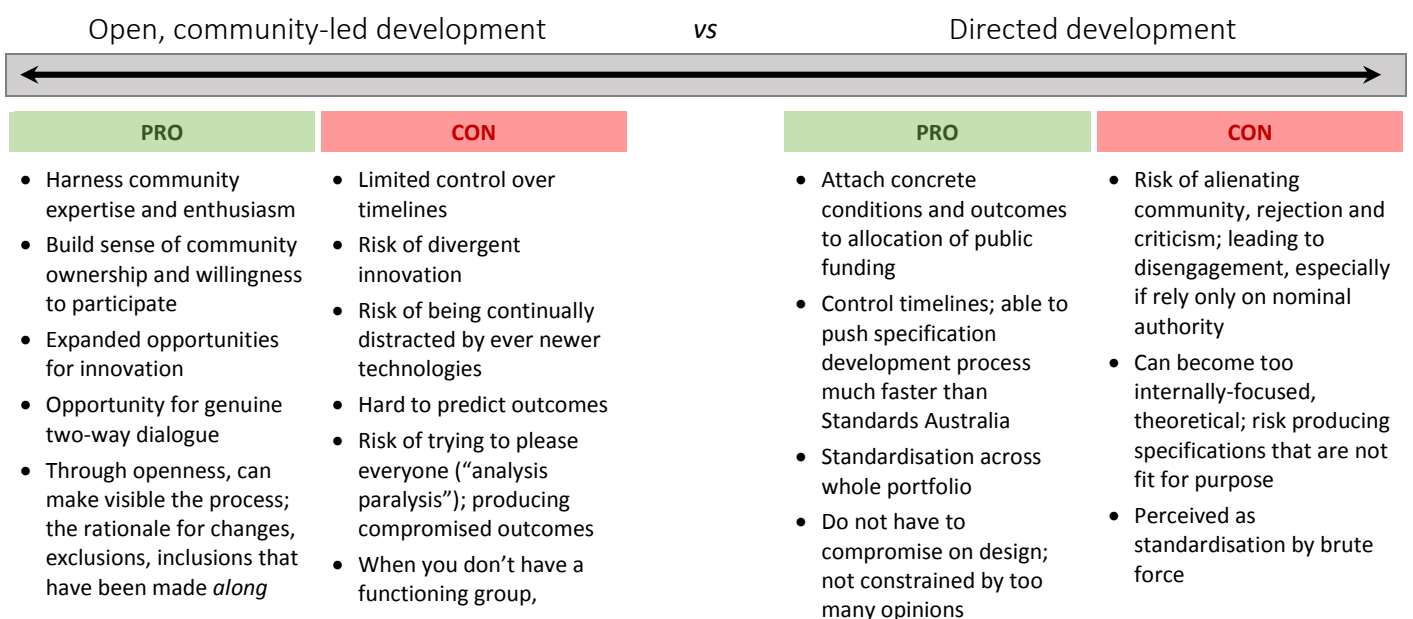 Open, community-led development vs Directed development
PRO
• Harness community
expertise and enthusiasm
• Build sense of community
ownership and willingness
to participate
• Expanded opportunities
for innovation
• Opportunity for genuine
two-way dialogue
• Through openness, can
make visible the process;
the rationale for changes,
exclusions, inclusions that
have been made along
CON
• Limited control over
timelines
• Risk of divergent
innovation
• Risk of being continually
distracted by ever newer
technologies
• Hard to predict outcomes
• Risk of trying to please
everyone (“analysis
paralysis”); producing
compromised outcomes
• When you don’t have a
functioning group,
PRO
• Attach concrete
conditions and outcomes
to allocation of public
funding
• Control timelines; able to
push specification
development process
much faster than
Standards Australia
• Standardisation across
whole portfolio
• Do not have to
compromise on design;
not constrained by too
many opinions
CON
• Risk of alienating
community, rejection and
criticism; leading to
disengagement, especially
if rely only on nominal
authority
• Can become too
internally-focused,
theoretical; risk producing
specifications that are not
fit for purpose
• Perceived as
standardisation by brute
force